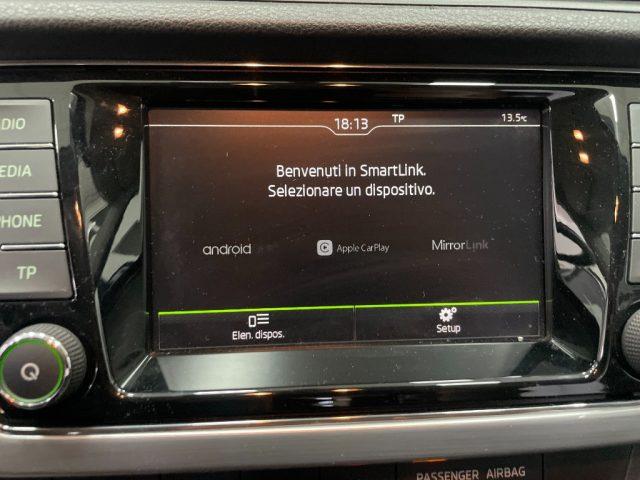 18:13
TP
13.5°C
Benvenuti in SmartLink.
Selezionare un dispositivo.
android
Apple CarPlay
MirrorLink
Elen. dispos.
Setup
ADIO
EDIA
PHONE
TP
PASSENGER AIRBAG